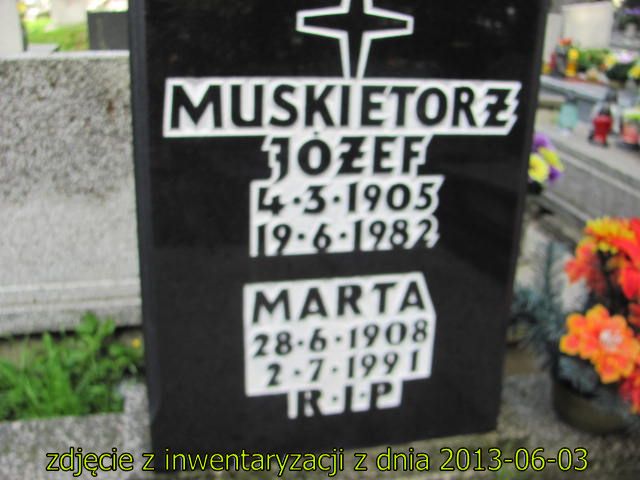 MUSKIETORZ
JÓZEF
4·3·1905
19·6·1982
MARTA
28·6·1908
2·7·1991
R·I·P
zdjęcie z inwentaryzacji z dnia 2013-06-03